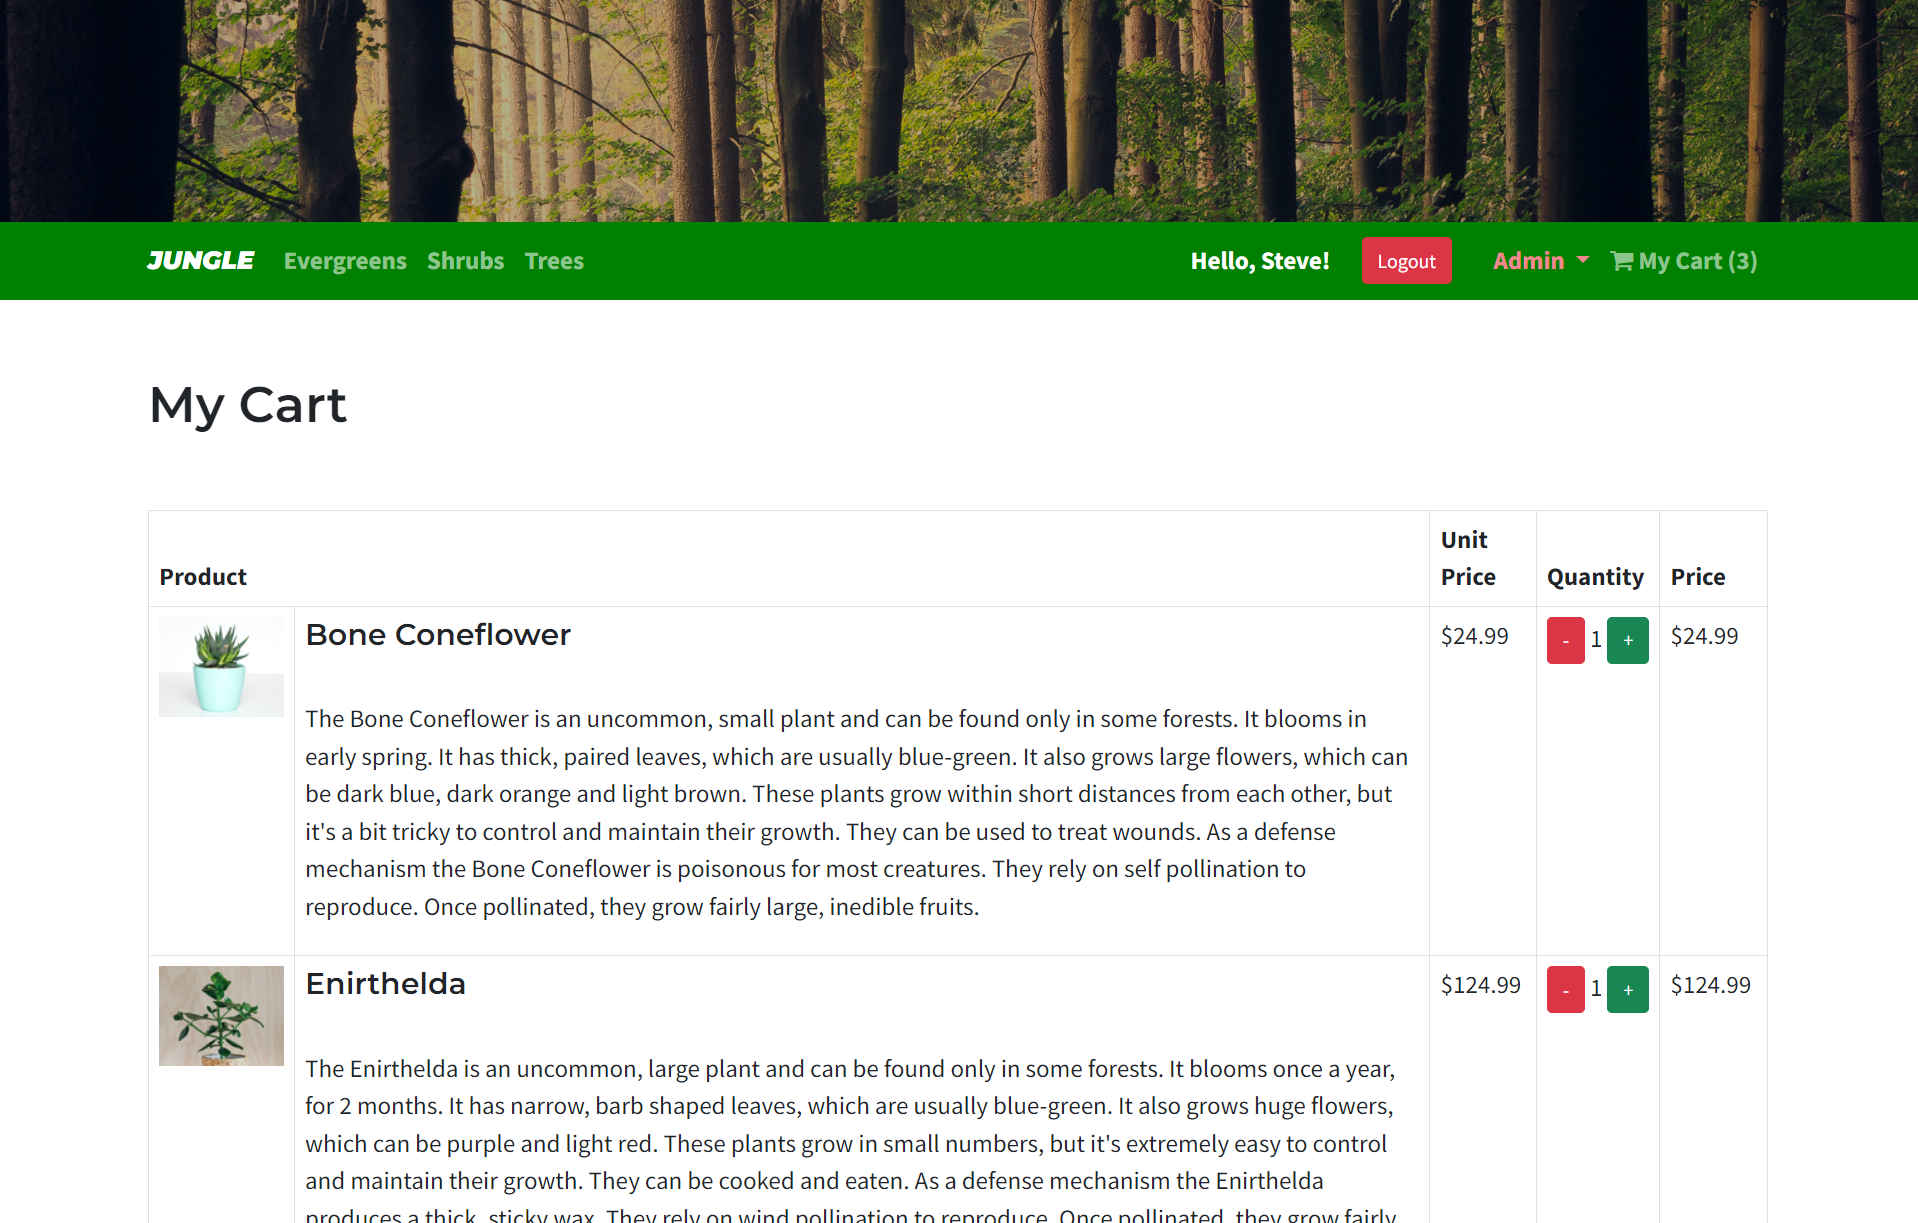 JUNGLE Evergreens Shrubs Trees Hello, Steve! Logout Admin My Cart (3)
My Cart
Product Unit Price Quantity Price
Bone Coneflower $24.99 - 1 + $24.99
The Bone Coneflower is an uncommon, small plant and can be found only in some forests. It blooms in
early spring. It has thick, paired leaves, which are usually blue-green. It also grows large flowers, which can
be dark blue, dark orange and light brown. These plants grow within short distances from each other, but
it's a bit tricky to control and maintain their growth. They can be used to treat wounds. As a defense
mechanism the Bone Coneflower is poisonous for most creatures. They rely on self pollination to
reproduce. Once pollinated, they grow fairly large, inedible fruits.
Enirthelda $124.99 - 1 + $124.99
The Enirthelda is an uncommon, large plant and can be found only in some forests. It blooms once a year,
for 2 months. It has narrow, barb shaped leaves, which are usually blue-green. It also grows huge flowers,
which can be purple and light red. These plants grow in small numbers, but it's extremely easy to control
and maintain their growth. They can be cooked and eaten. As a defense mechanism the Enirthelda
produces a thick, sticky wax. They rely on wind pollination to reproduce. Once pollinated, they grow fairly